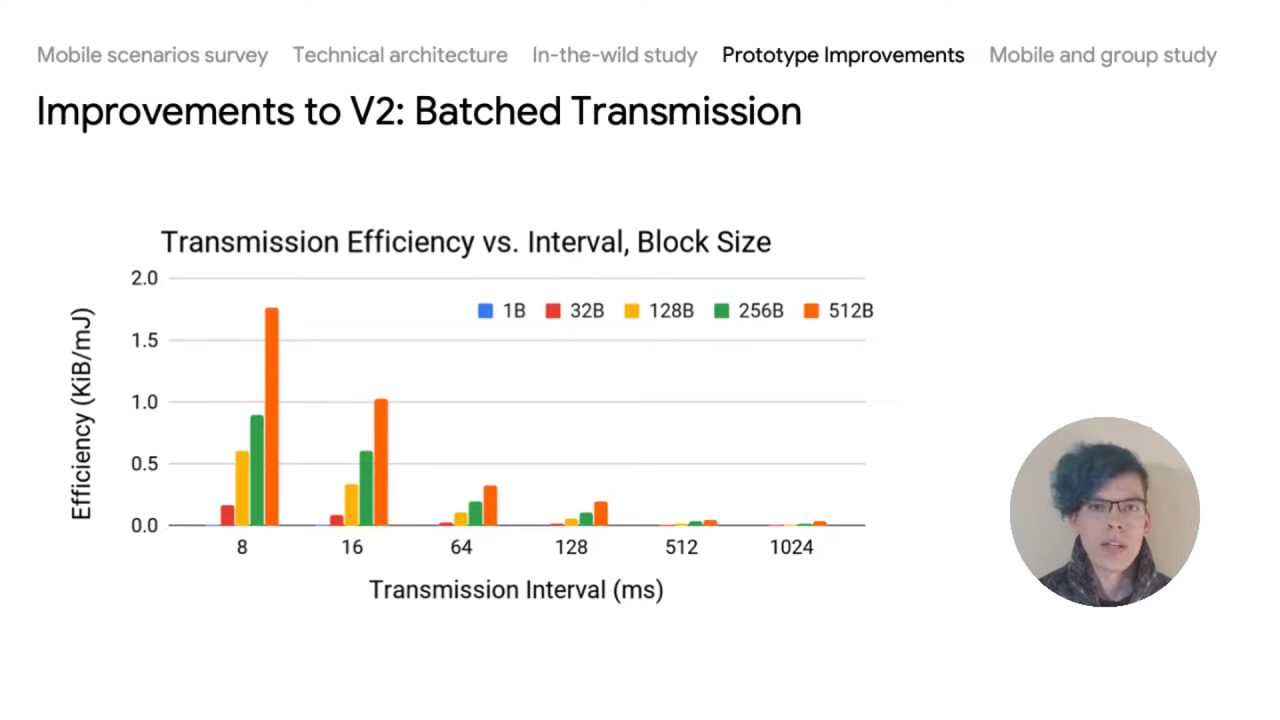 Mobile scenarios survey Technical architecture In-the-wild study Prototype Improvements Mobile and group study
Improvements to V2: Batched Transmission
Transmission Efficiency vs. Interval, Block Size
1B 32B 128B 256B 512B
Efficiency (KiB/mJ)
2.0
1.5
1.0
0.5
0.0
8 16 64 128 512 1024
Transmission Interval (ms)